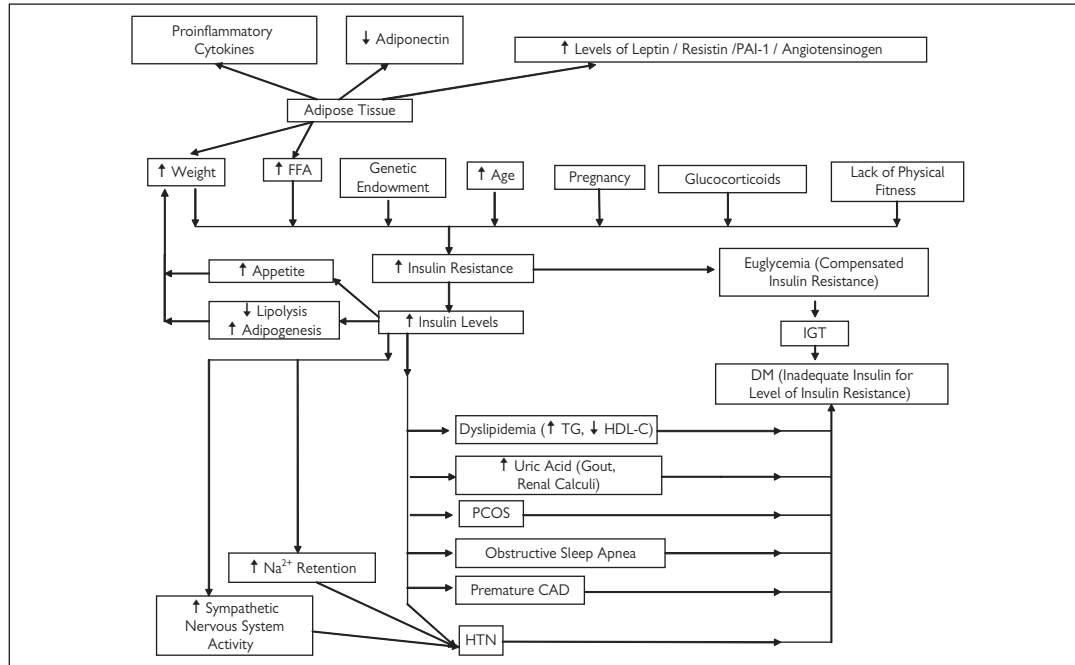 Proinflammatory
Cytokines
↓ Adiponectin
↑ Levels of Leptin / Resistin /PAI-1 / Angiotensinogen
Adipose Tissue
↑ Weight
↑ FFA
Genetic
Endowment
↑ Age
Pregnancy
Glucocorticoids
Lack of Physical
Fitness
↑ Appetite
↑ Insulin Resistance
Euglycemia (Compensated
Insulin Resistance)
↓ Lipolysis
↑ Adipogenesis
↑ Insulin Levels
IGT
DM (Inadequate Insulin for
Level of Insulin Resistance)
Dyslipidemia (↑ TG, ↓ HDL-C)
↑ Uric Acid (Gout,
Renal Calculi)
PCOS
Obstructive Sleep Apnea
↑ Na²⁺ Retention
Premature CAD
↑ Sympathetic
Nervous System
Activity
HTN